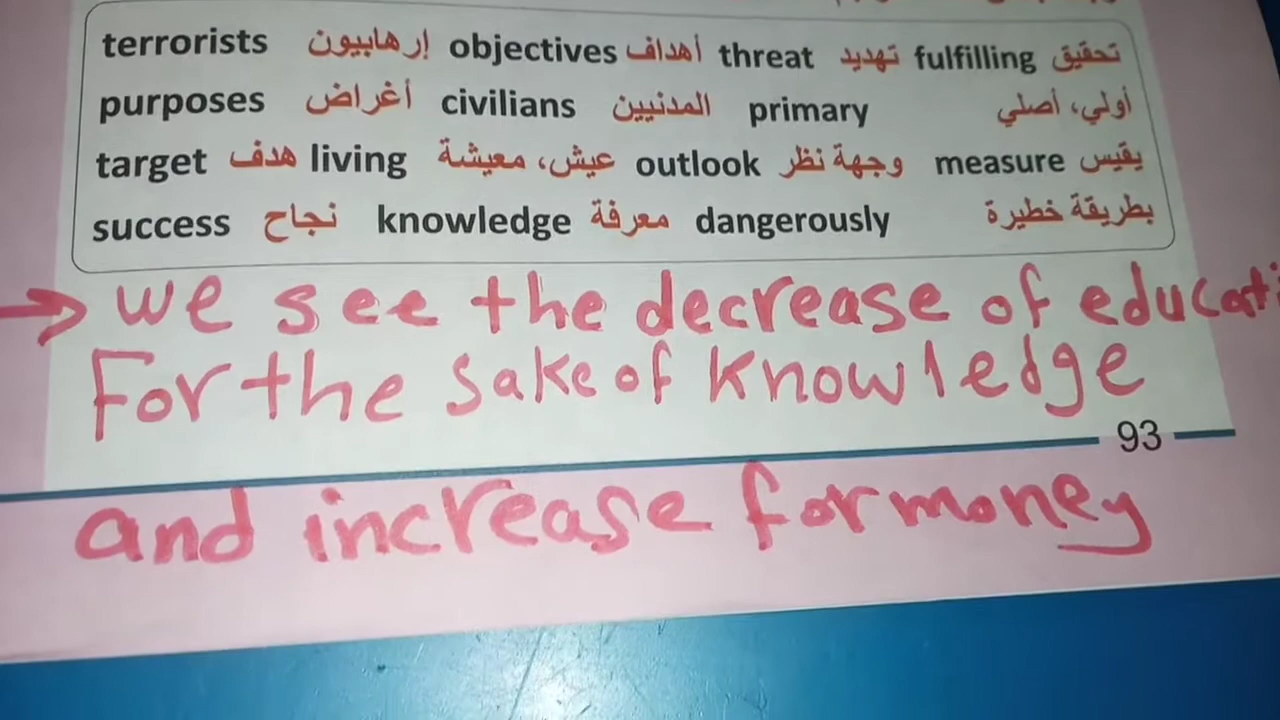 terrorists إرهابيون objectives أهداف threat تهديد fulfilling تحقيق
purposes أغراض civilians المدنيين primary أولي، أصلي
target هدف living عيش، معيشة outlook وجهة نظر measure يقيس
success نجاح knowledge معرفة dangerously بطريقة خطيرة
we see the decrease of educati
For the sake of knowledge
93
and increase for money